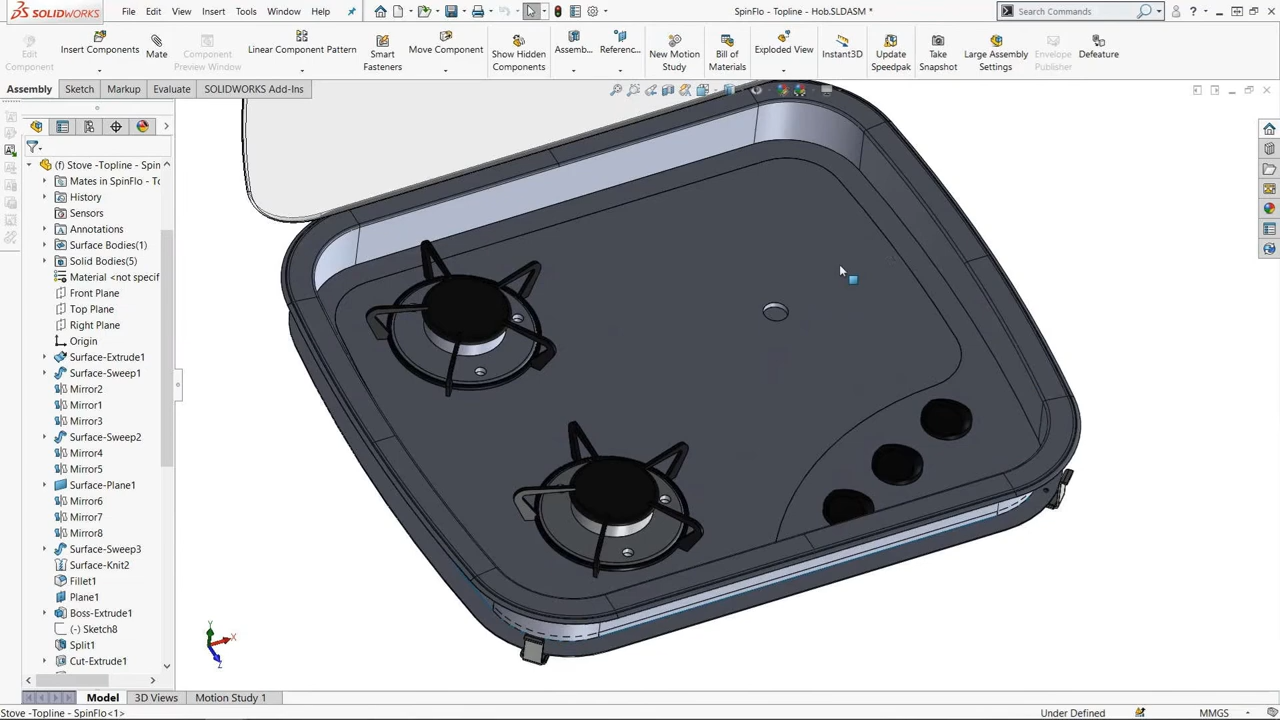 SOLIDWORKS File Edit View Insert Tools Window Help SpinFlo - Topline - Hob.SLDASM * Search Commands ?
Edit Component Insert Components Mate Component Preview Window Linear Component Pattern Smart Fasteners Move Component Show Hidden Components Assemb... Referenc... New Motion Study Bill of Materials Exploded View Instant3D Update Speedpak Take Snapshot Large Assembly Settings Envelope Publisher Defeature
Assembly Sketch Markup Evaluate SOLIDWORKS Add-Ins
(f) Stove -Topline - Spin
Mates in SpinFlo - To
History
Sensors
Annotations
Surface Bodies(1)
Solid Bodies(5)
Material <not specif
Front Plane
Top Plane
Right Plane
Origin
Surface-Extrude1
Surface-Sweep1
Mirror2
Mirror1
Mirror3
Surface-Sweep2
Mirror4
Mirror5
Surface-Plane1
Mirror6
Mirror7
Mirror8
Surface-Sweep3
Surface-Knit2
Fillet1
Plane1
Boss-Extrude1
(-) Sketch8
Split1
Cut-Extrude1
Y X Z
Model 3D Views Motion Study 1
Stove -Topline - SpinFlo<1> Under Defined MMGS